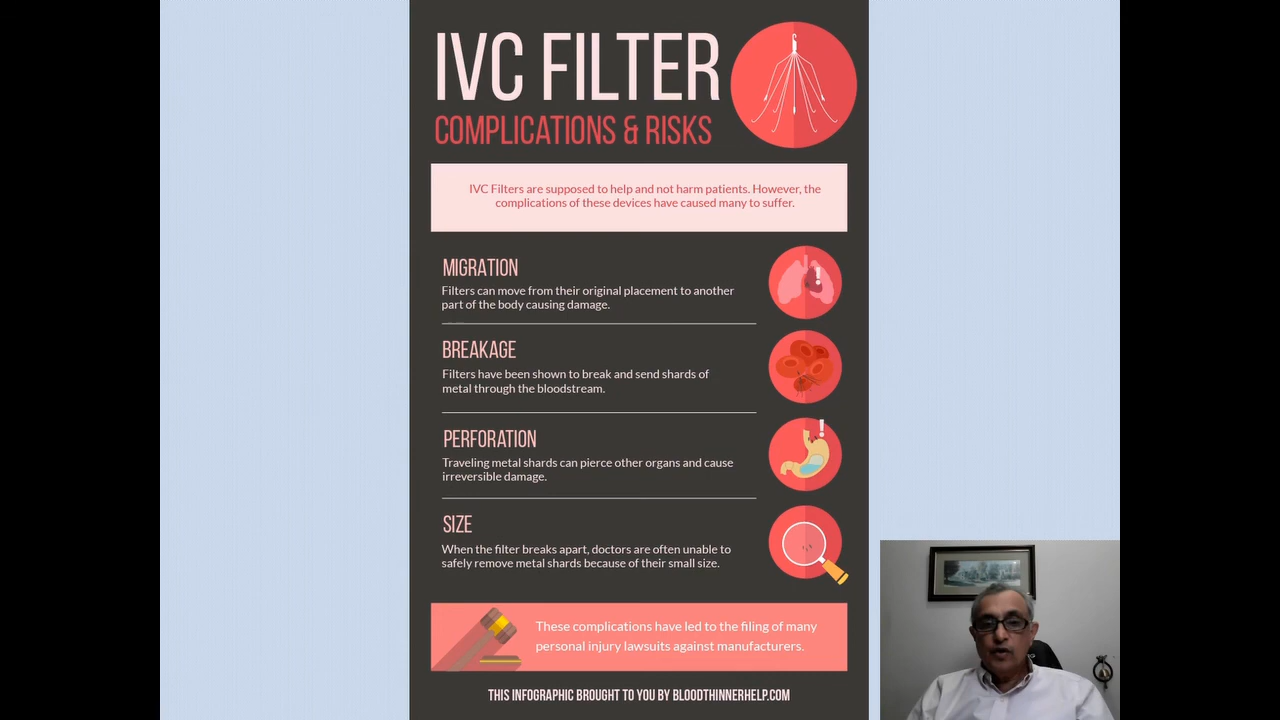 IVC FILTER
COMPLICATIONS & RISKS
IVC Filters are supposed to help and not harm patients. However, the
complications of these devices have caused many to suffer.
MIGRATION
Filters can move from their original placement to another
part of the body causing damage.
BREAKAGE
Filters have been shown to break and send shards of
metal through the bloodstream.
PERFORATION
Traveling metal shards can pierce other organs and cause
irreversible damage.
SIZE
When the filter breaks apart, doctors are often unable to
safely remove metal shards because of their small size.
These complications have led to the filing of many
personal injury lawsuits against manufacturers.
THIS INFOGRAPHIC BROUGHT TO YOU BY BLOODTHINNERHELP.COM